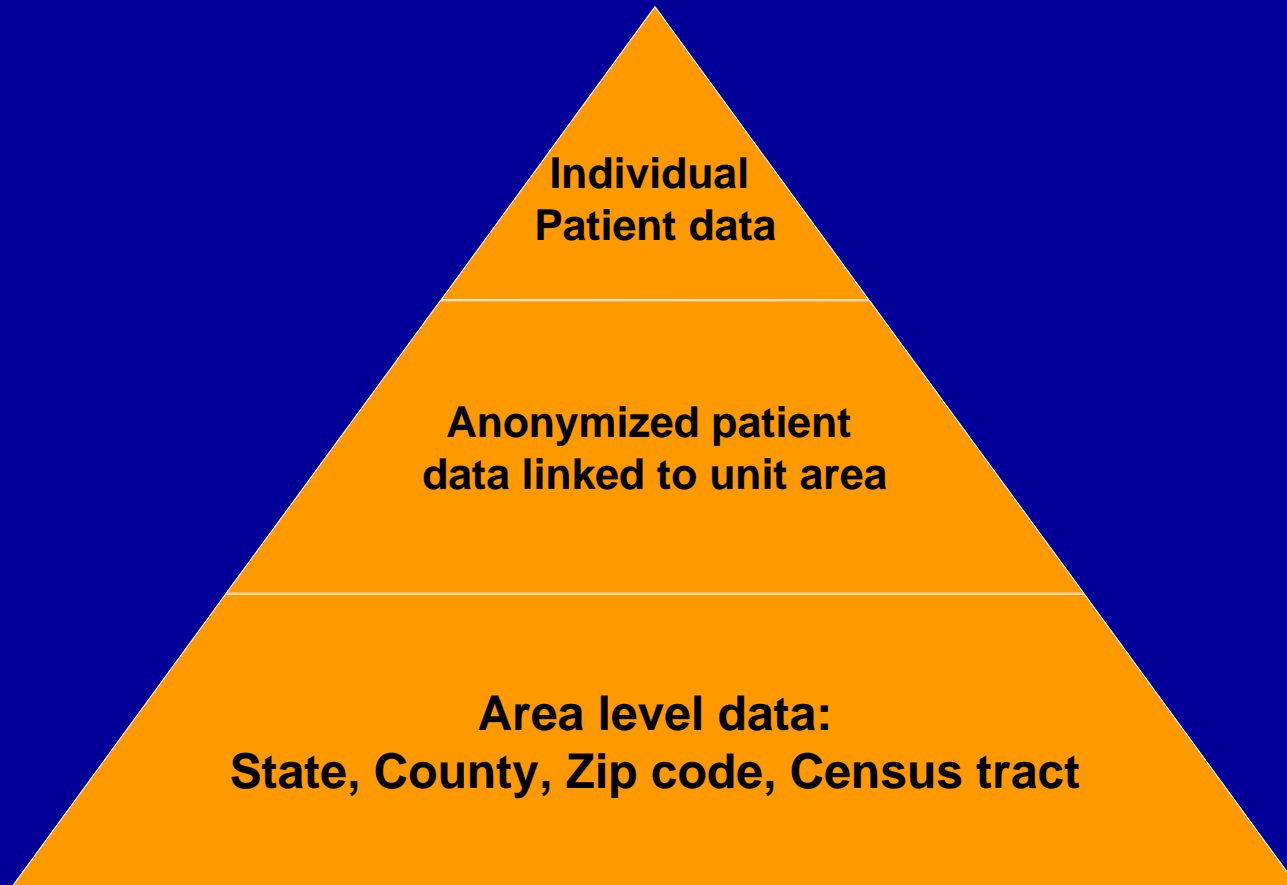 Individual
Patient data
Anonymized patient
data linked to unit area
Area level data:
State, County, Zip code, Census tract